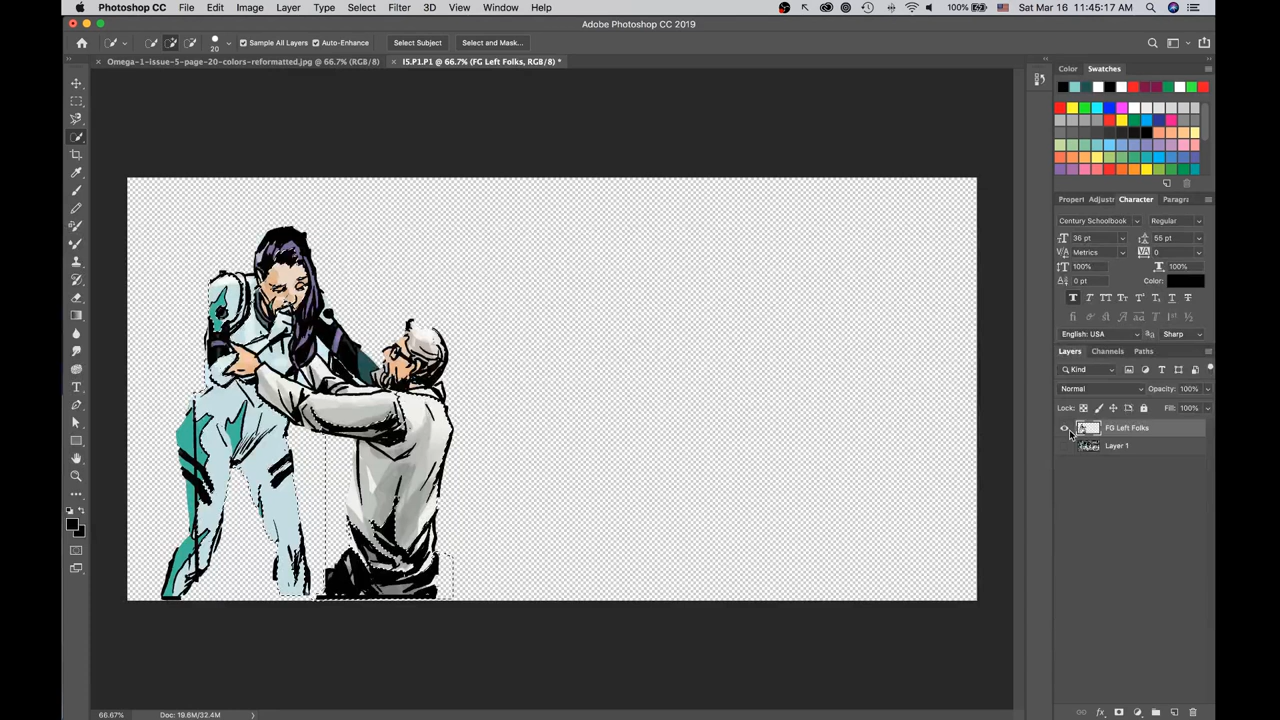 Photoshop CC File Edit Image Layer Type Select Filter 3D View Window Help 100% Sat Mar 16 11:45:17 AM
Adobe Photoshop CC 2019
20 Sample All Layers Auto-Enhance Select Subject Select and Mask...
Omega-1-issue-5-page-20-colors-reformatted.jpg @ 66.7% (RGB/8) I5.P1.P1 @ 66.7% (FG Left Folks, RGB/8) *
Color Swatches
Propert Adjustr Character Paragra
Century Schoolbook Regular
36 pt 55 pt
Metrics 0
100% 100%
0 pt Color:
English: USA Sharp
Layers Channels Paths
Kind
Normal Opacity: 100%
Lock: Fill: 100%
FG Left Folks
Layer 1
66.67% Doc: 19.6M/32.4M